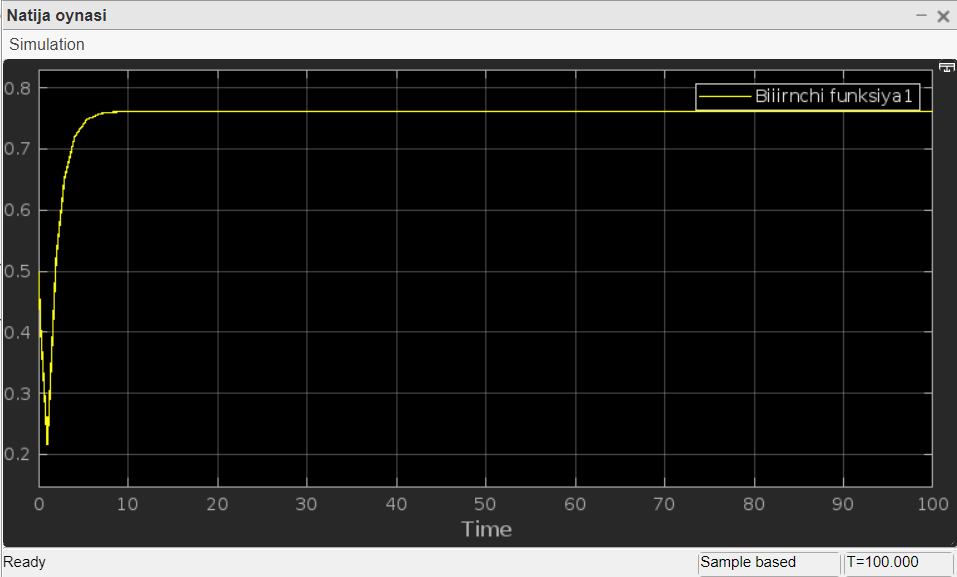 Natija oynasi
Simulation
0.8
0.7
0.6
0.5
0.4
0.3
0.2
Biiirnchi funksiya1
0 10 20 30 40 50 60 70 80 90 100
Time
Ready
Sample based
T=100.000